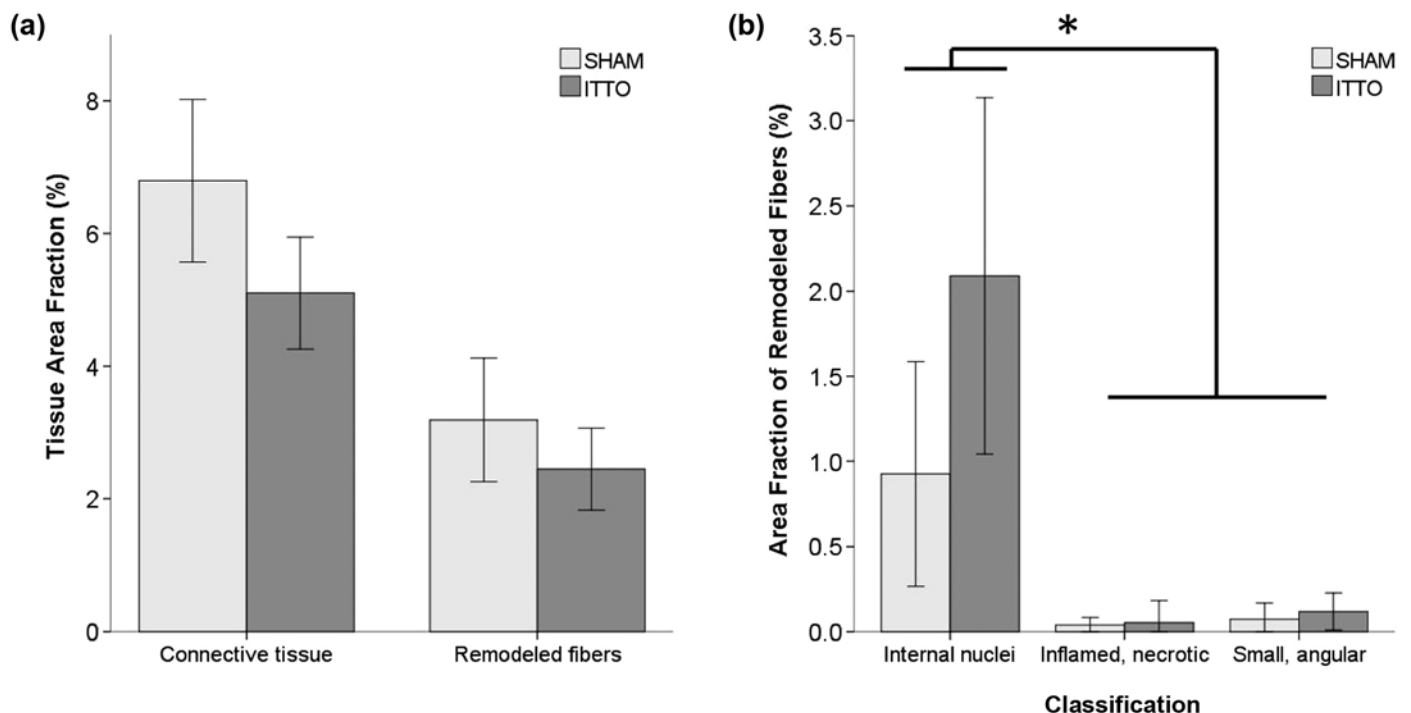 (a)
Tissue Area Fraction (%)
8
6
4
2
0
SHAM
ITTO
Connective tissue
Remodeled fibers
(b)
Area Fraction of Remodeled Fibers (%)
3.5
3.0
2.5
2.0
1.5
1.0
0.5
0.0
*
SHAM
ITTO
Internal nuclei
Inflamed, necrotic
Small, angular
Classification